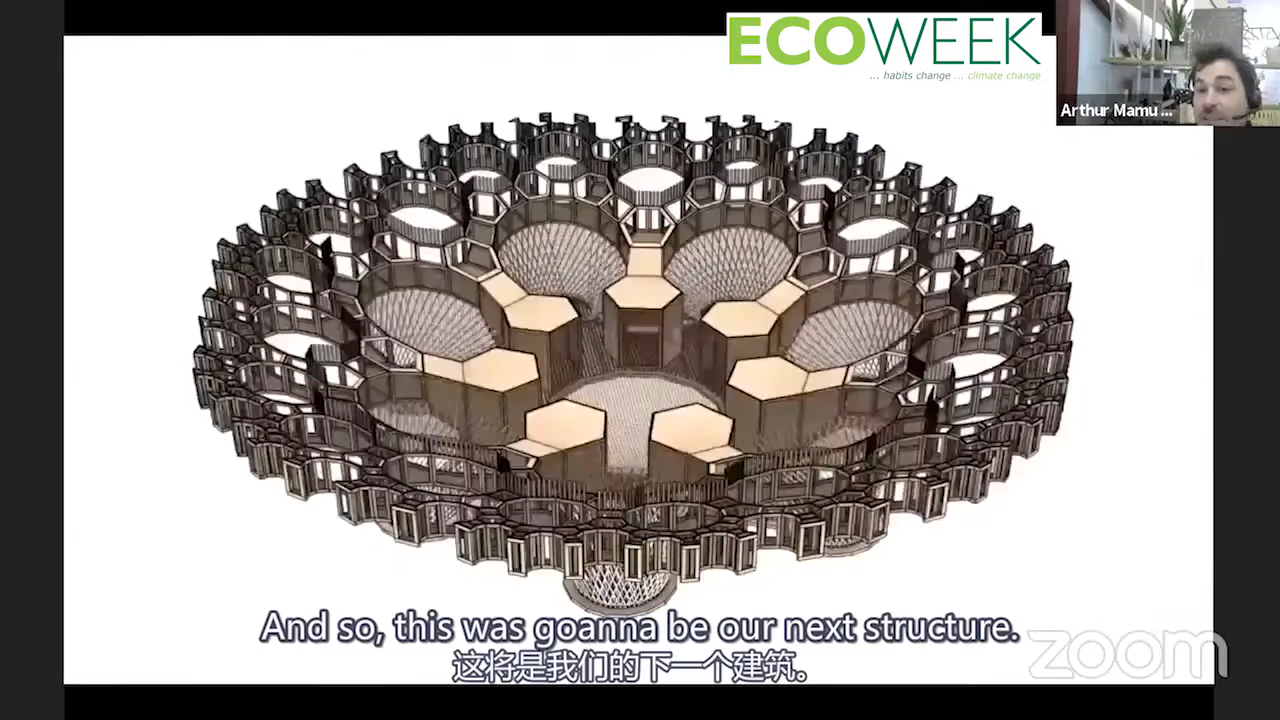 ECOWEEK
... habits change ... climate change
Arthur Mamu ...
And so, this was goanna be our next structure.
这将是我们的下一个建筑。
zoom